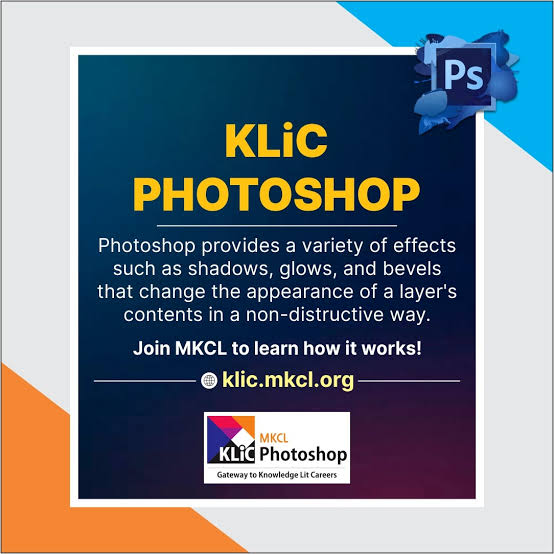 Ps
KLiC
PHOTOSHOP
Photoshop provides a variety of effects
such as shadows, glows, and bevels
that change the appearance of a layer's
contents in a non-distructive way.
Join MKCL to learn how it works!
klic.mkcl.org
MKCL
KLiC Photoshop
Gateway to Knowledge Lit Careers